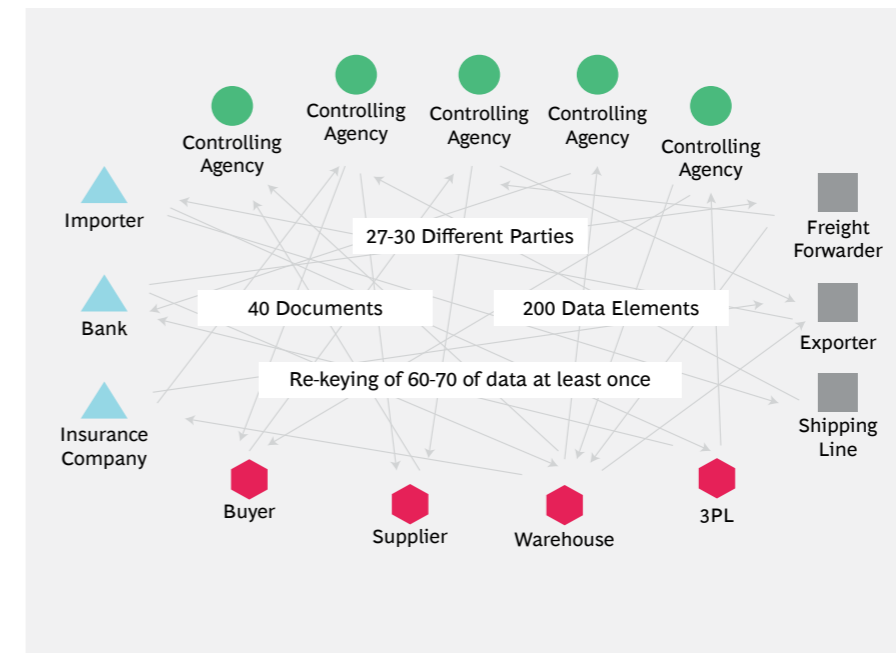 Controlling
Agency
Controlling
Agency
Controlling
Agency
Controlling
Agency
Controlling
Agency
Importer
Freight
Forwarder
27-30 Different Parties
Bank
40 Documents
200 Data Elements
Exporter
Re-keying of 60-70 of data at least once
Insurance
Company
Shipping
Line
Buyer
Supplier
Warehouse
3PL